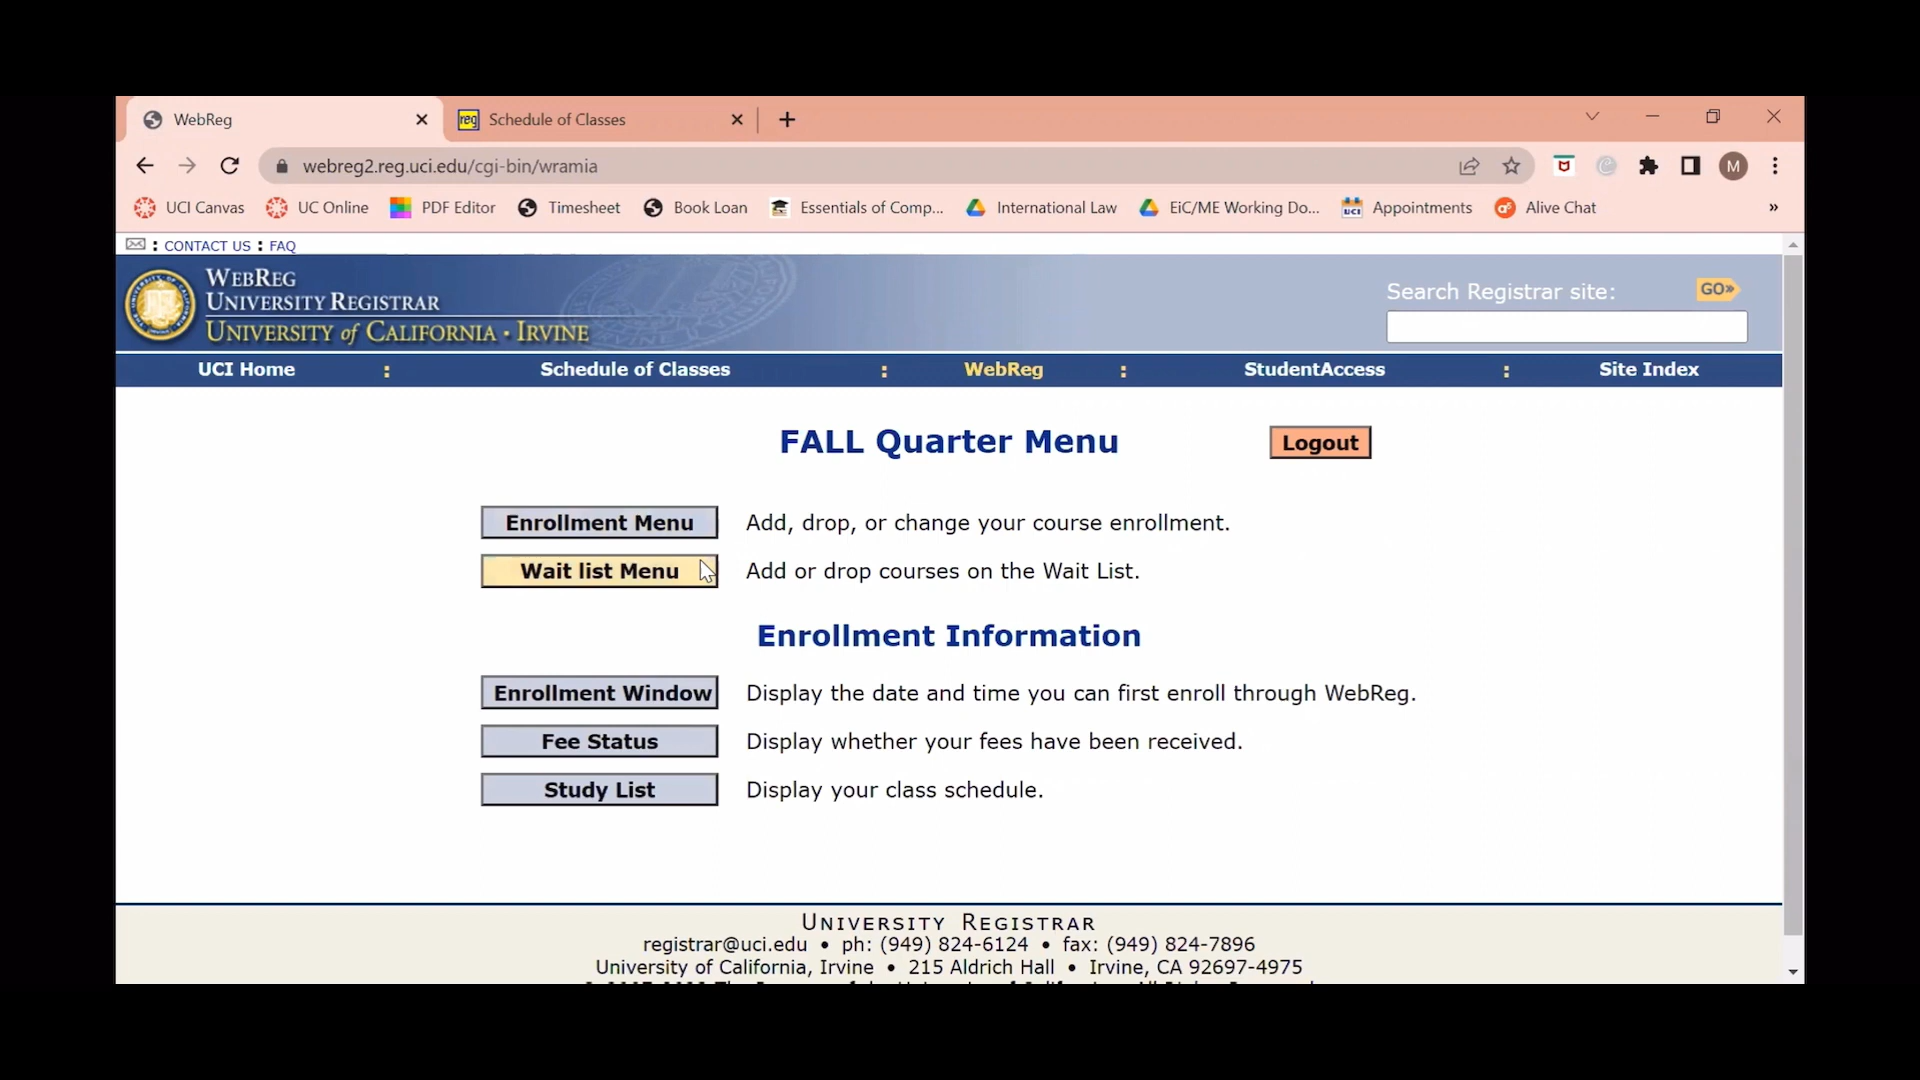 WebReg
reg Schedule of Classes
webreg2.reg.uci.edu/cgi-bin/wramia
M
UCI Canvas UC Online PDF Editor Timesheet Book Loan Essentials of Comp... International Law EiC/ME Working Do... UCI Appointments Alive Chat »
: CONTACT US : FAQ
WEBREG
UNIVERSITY REGISTRAR
UNIVERSITY of CALIFORNIA · IRVINE
Search Registrar site: GO»
UCI Home : Schedule of Classes : WebReg : StudentAccess : Site Index
FALL Quarter Menu Logout
Enrollment Menu Add, drop, or change your course enrollment.
Wait list Menu Add or drop courses on the Wait List.
Enrollment Information
Enrollment Window Display the date and time you can first enroll through WebReg.
Fee Status Display whether your fees have been received.
Study List Display your class schedule.
UNIVERSITY REGISTRAR
registrar@uci.edu • ph: (949) 824-6124 • fax: (949) 824-7896
University of California, Irvine • 215 Aldrich Hall • Irvine, CA 92697-4975